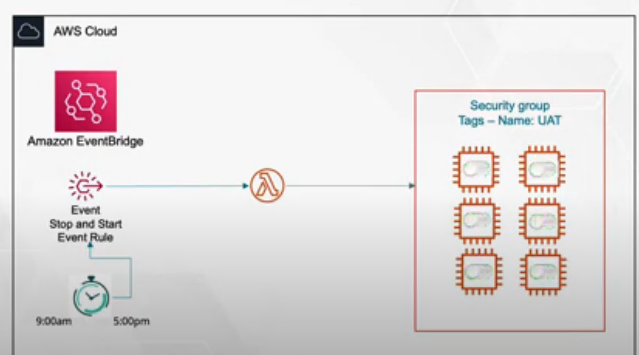 AWS Cloud
Amazon EventBridge
Event
Stop and Start
Event Rule
9:00am
5:00pm
Security group
Tags – Name: UAT